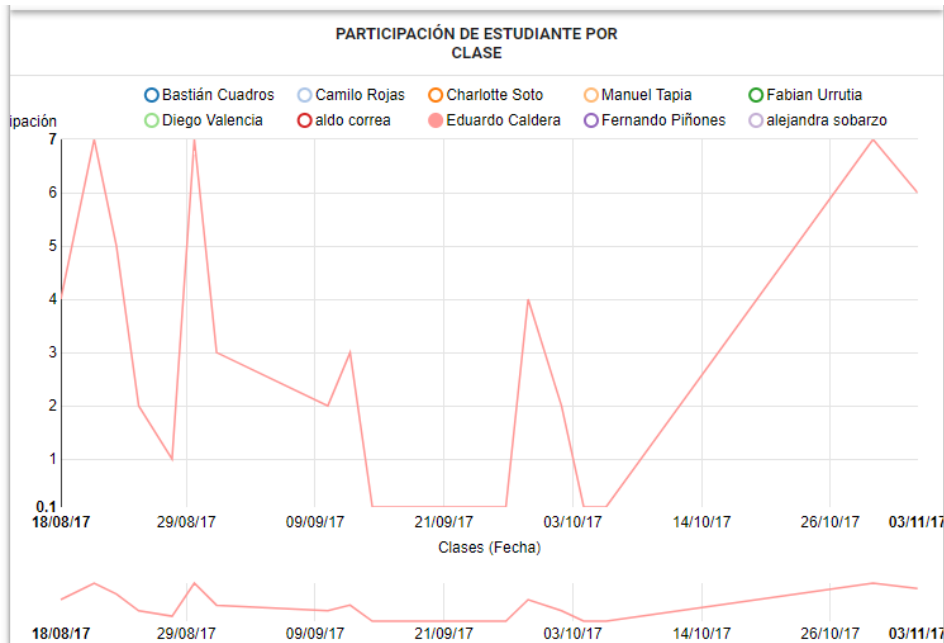 PARTICIPACIÓN DE ESTUDIANTE POR
CLASE
Bastián Cuadros Camilo Rojas Charlotte Soto Manuel Tapia Fabian Urrutia
Diego Valencia aldo correa Eduardo Caldera Fernando Piñones alejandra sobarzo
ipación
7
6
5
4
3
2
1
0.1
18/08/17 29/08/17 09/09/17 21/09/17 03/10/17 14/10/17 26/10/17 03/11/17
Clases (Fecha)
18/08/17 29/08/17 09/09/17 21/09/17 03/10/17 14/10/17 26/10/17 03/11/17